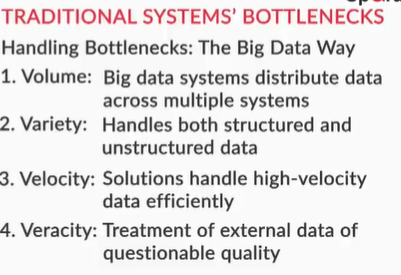 TRADITIONAL SYSTEMS' BOTTLENECKS
Handling Bottlenecks: The Big Data Way
1. Volume: Big data systems distribute data
across multiple systems
2. Variety: Handles both structured and
unstructured data
3. Velocity: Solutions handle high-velocity
data efficiently
4. Veracity: Treatment of external data of
questionable quality